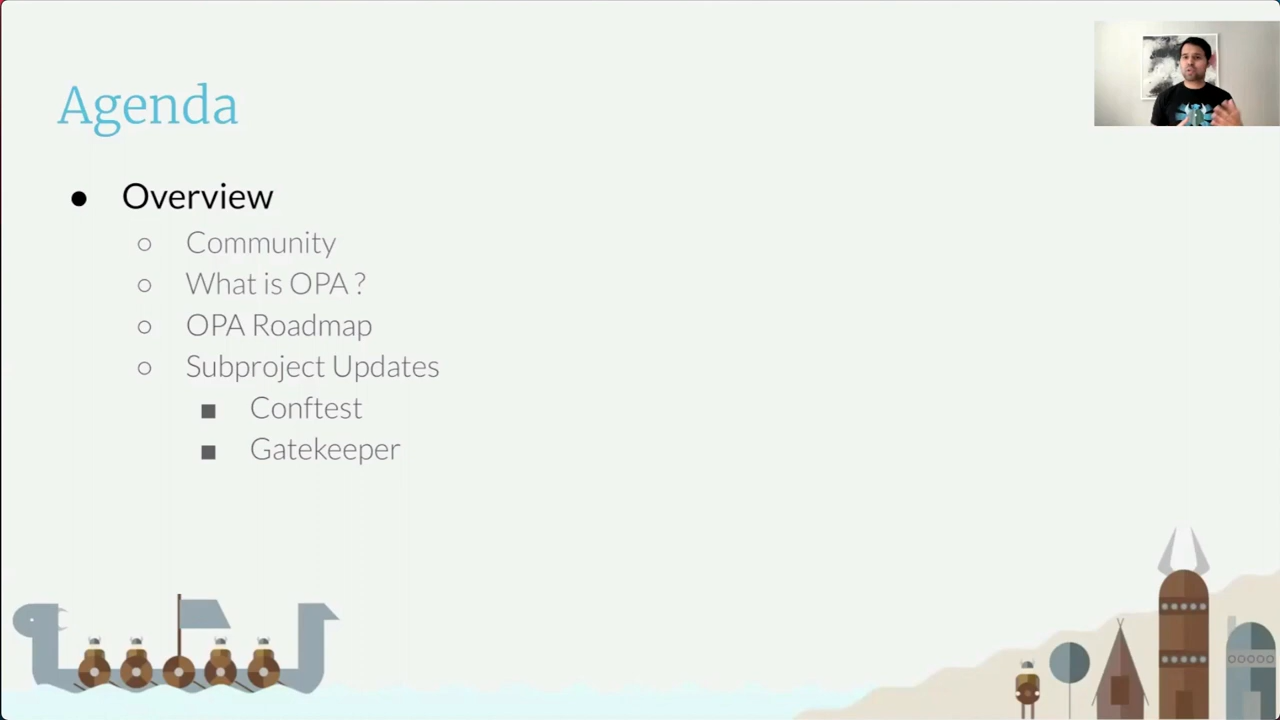 Agenda
● Overview
○ Community
○ What is OPA ?
○ OPA Roadmap
○ Subproject Updates
■ Conftest
■ Gatekeeper